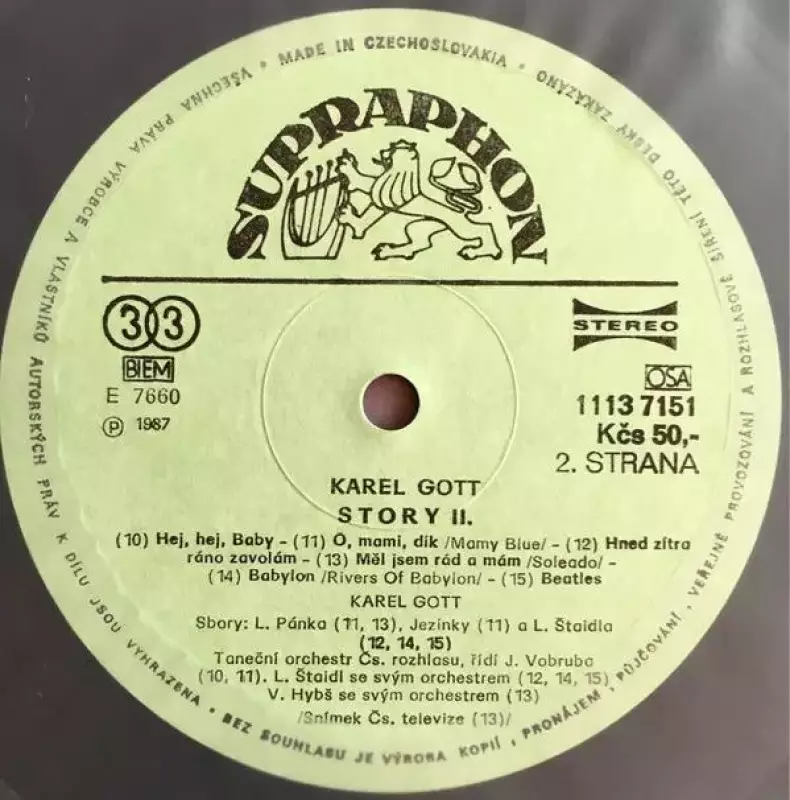 VŠECHNA PRÁVA VÝROBCE A VLASTNÍKŮ AUTORSKÝCH PRÁV K DÍLU JSOU VYHRAZENA • BEZ SOUHLASU JE VÝROBA KOPIÍ, PRONÁJEM, PŮJČOVÁNÍ, VEŘEJNÉ PROVOZOVÁNÍ A ROZHLASOVÉ ŠÍŘENÍ TÉTO DESKY ZAKÁZÁNO • MADE IN CZECHOSLOVAKIA •
SUPRAPHON
33
STEREO
BIEM
OSA
E 7660
1113 7151
Ⓟ 1987
Kčs 50,-
2. STRANA
KAREL GOTT
STORY II.
(10) Hej, hej, Baby - (11) O, mami, dík /Mamy Blue/ - (12) Hned zítra
ráno zavolám - (13) Měl jsem rád a mám /Soleado/ -
(14) Babylon /Rivers Of Babylon/ - (15) Beatles
KAREL GOTT
Sbory: L. Pánka (11, 13), Jezinky (11) a L. Štaidla
(12, 14, 15)
Taneční orchestr Čs. rozhlasu, řídí J. Vobruba
(10, 11). L. Štaidl se svým orchestrem (12, 14, 15)
V. Hybš se svým orchestrem (13)
/Snímek Čs. televize (13)/